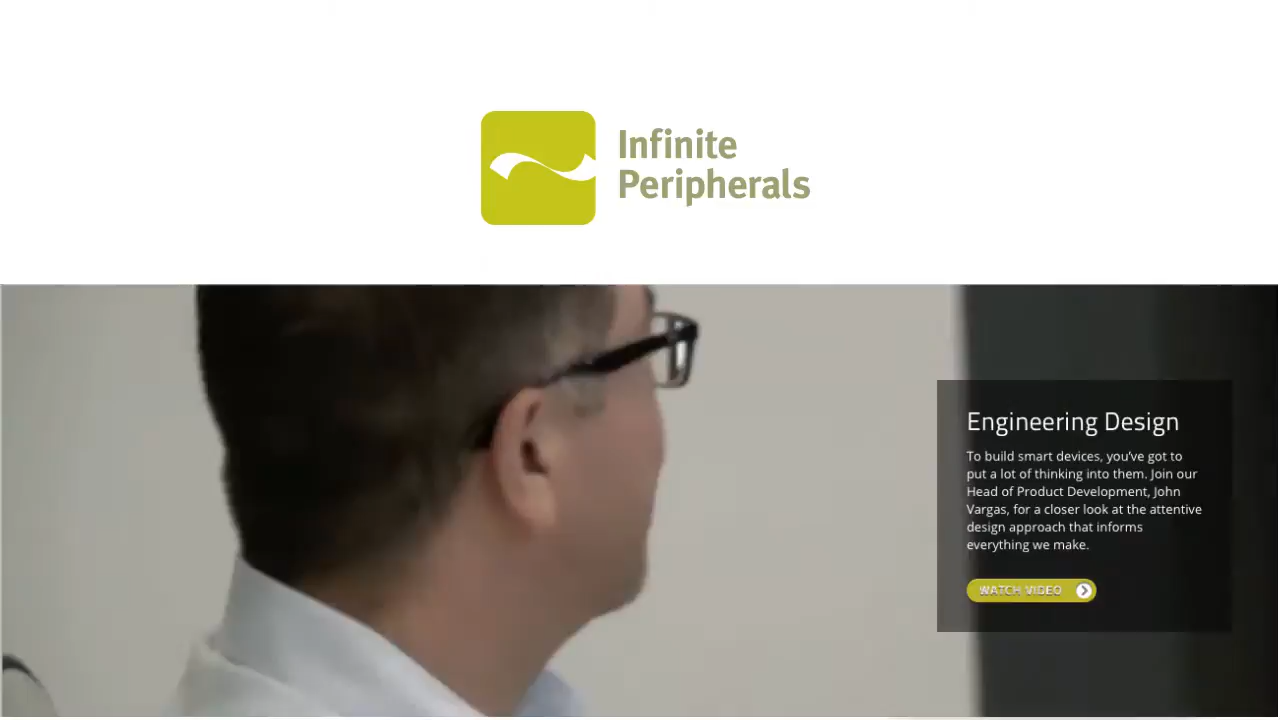 Infinite
Peripherals
Engineering Design
To build smart devices, you’ve got to
put a lot of thinking into them. Join our
Head of Product Development, John
Vargas, for a closer look at the attentive
design approach that informs
everything we make.
WATCH VIDEO